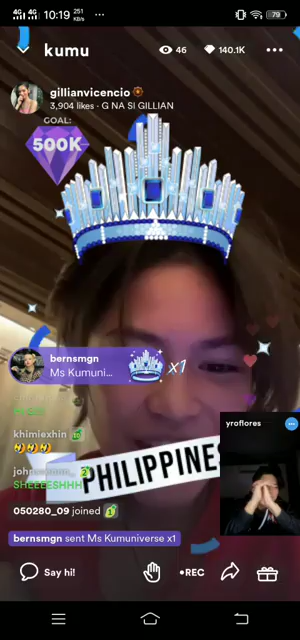 4G 4G 10:19 251 KB/s ... 79
kumu 46 140.1K
gillianvicencio
3,904 likes · G NA SI GILLIAN
GOAL:
500K
bernsmgn
Ms Kumuni... x1
yroflores
khimiexhin
PHILIPPINES
SHEEEESHHH
050280_09 joined
bernsmgn sent Ms Kumuniverse x1
Say hi!
•REC